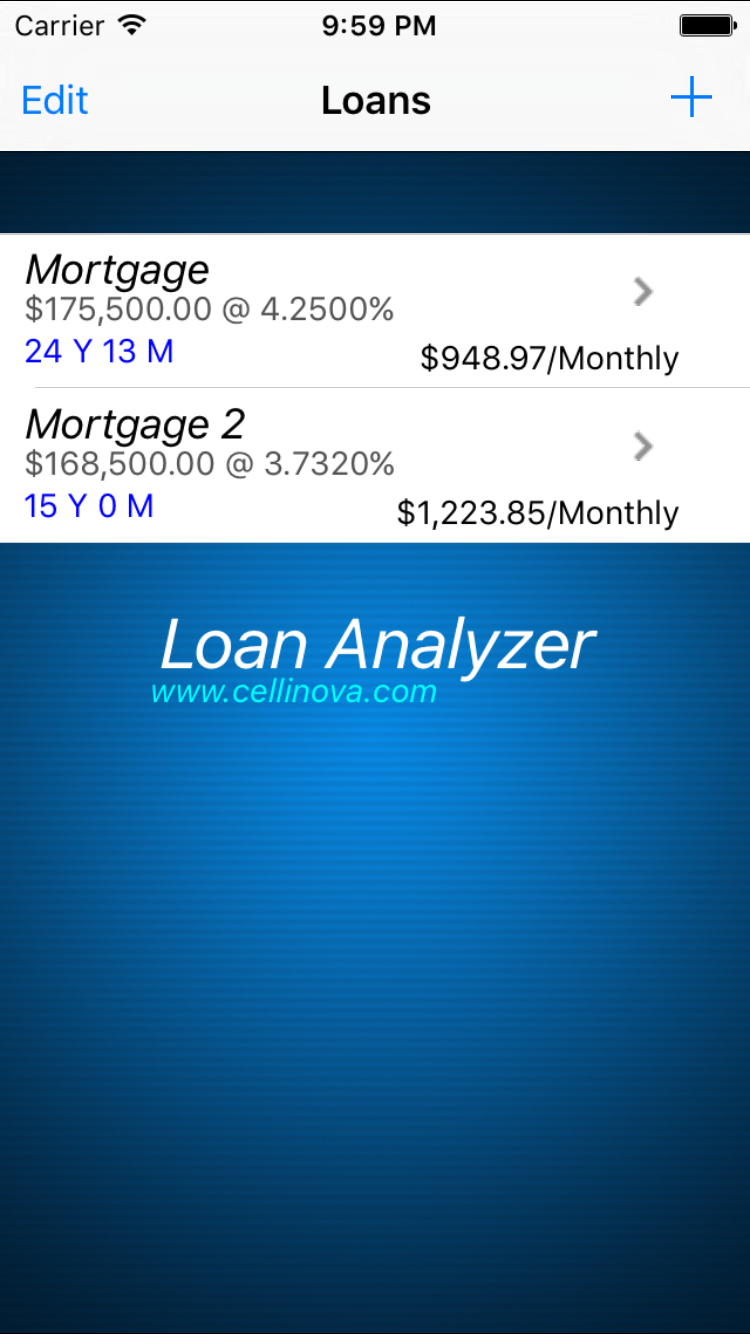 Carrier 9:59 PM
Edit Loans +
Mortgage
$175,500.00 @ 4.2500%
24 Y 13 M $948.97/Monthly
Mortgage 2
$168,500.00 @ 3.7320%
15 Y 0 M $1,223.85/Monthly
Loan Analyzer
www.cellinova.com